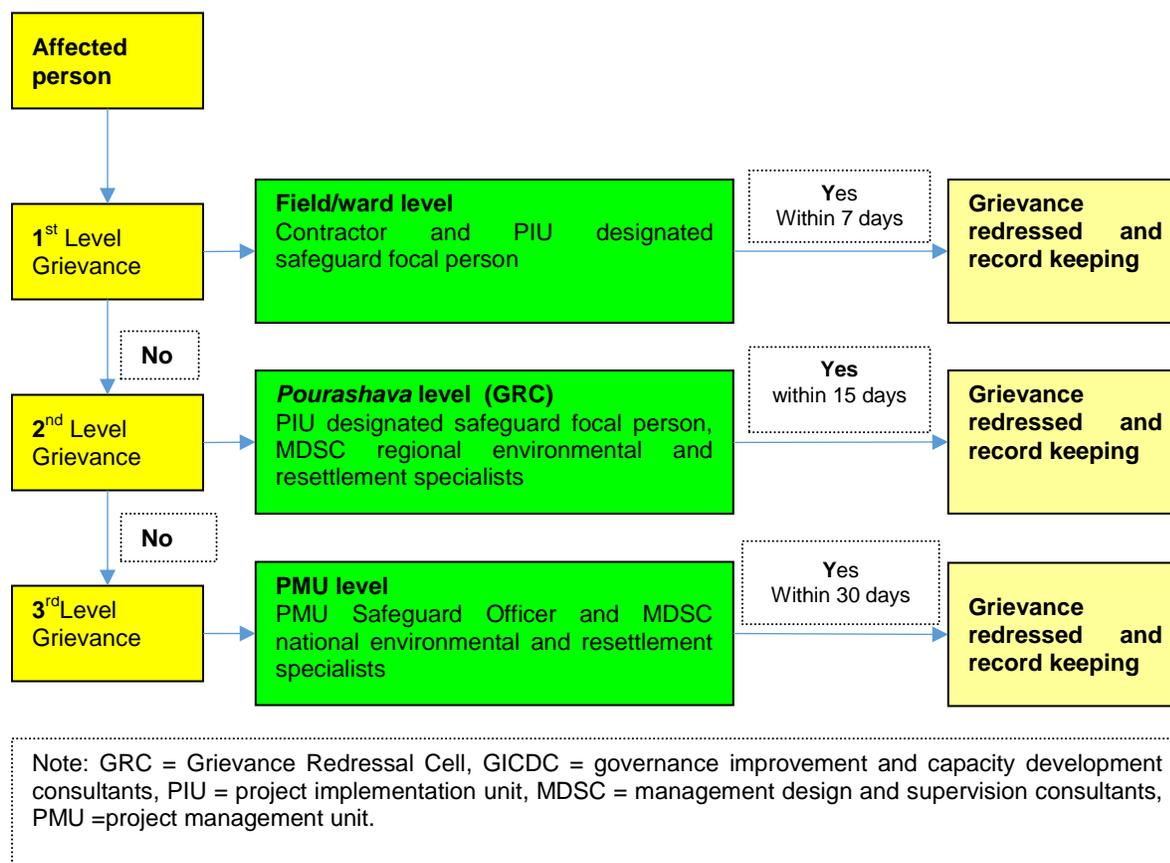 Affected
person
1st Level
Grievance
Field/ward level
Contractor and PIU designated
safeguard focal person
Yes
Within 7 days
Grievance
redressed and
record keeping
No
2nd Level
Grievance
Pourashava level (GRC)
PIU designated safeguard focal person,
MDSC regional environmental and
resettlement specialists
Yes
within 15 days
Grievance
redressed and
record keeping
No
3rdLevel
Grievance
PMU level
PMU Safeguard Officer and MDSC
national environmental and resettlement
specialists
Yes
Within 30 days
Grievance
redressed and
record keeping
Note: GRC = Grievance Redressal Cell, GICDC = governance improvement and capacity development
consultants, PIU = project implementation unit, MDSC = management design and supervision consultants,
PMU =project management unit.